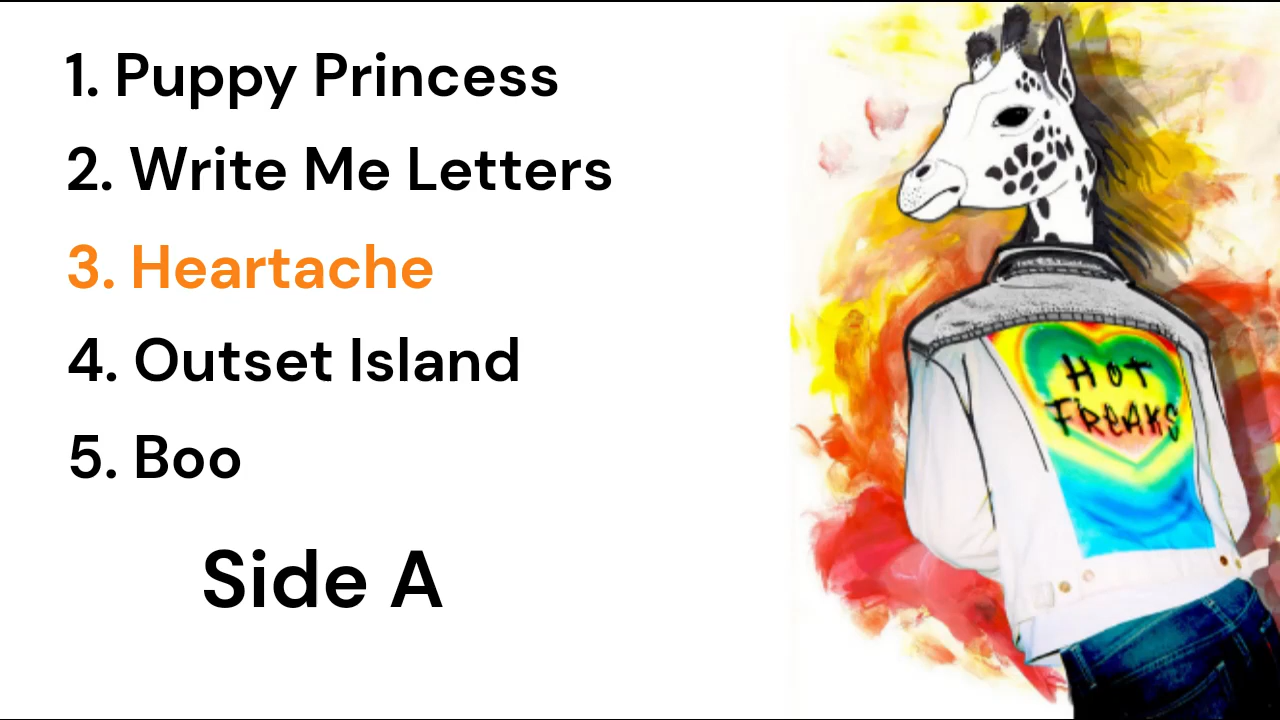 1. Puppy Princess
2. Write Me Letters
3. Heartache
4. Outset Island
5. Boo
Side A
HOT
FREAKS